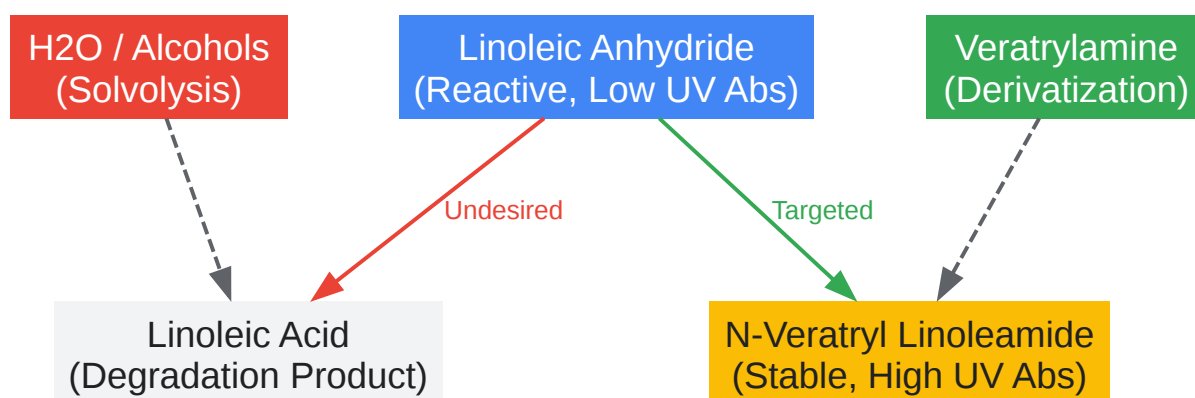 H2O / Alcohols
(Solvolysis)
Linoleic Anhydride
(Reactive, Low UV Abs)
Veratrylamine
(Derivatization)
Undesired
Targeted
Linoleic Acid
(Degradation Product)
N-Veratryl Linoleamide
(Stable, High UV Abs)